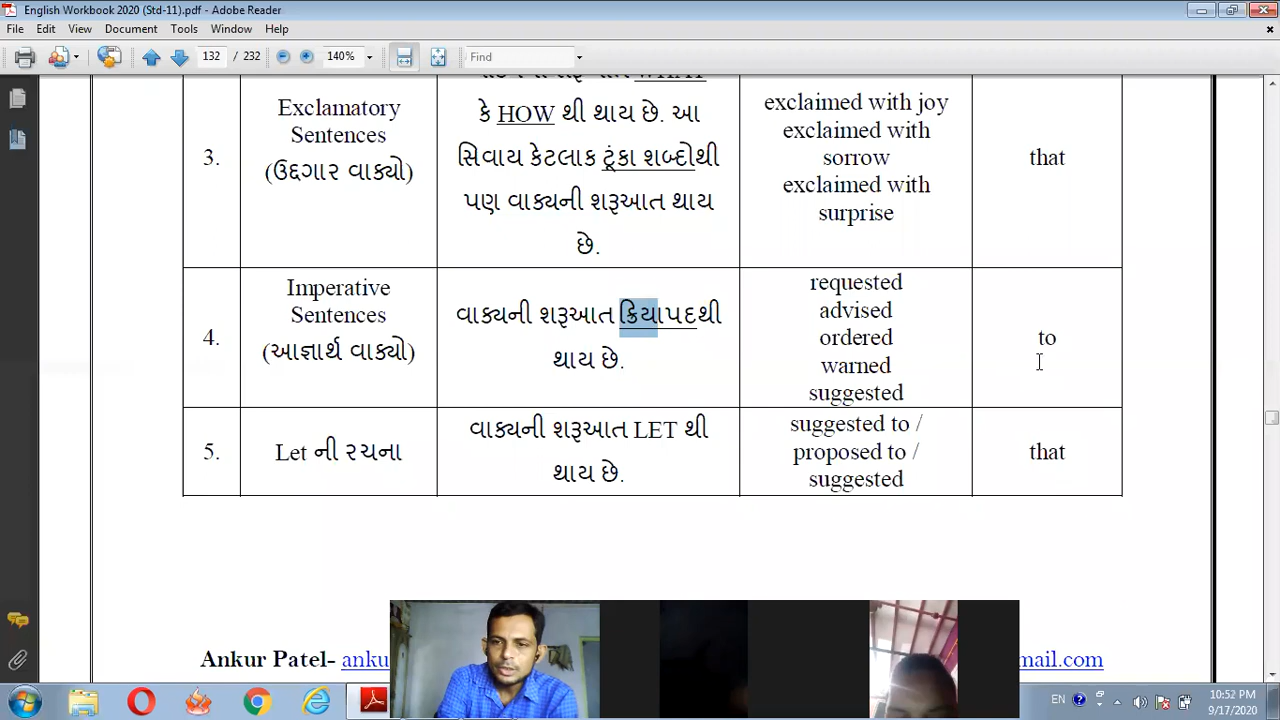 English Workbook 2020 (Std-11).pdf - Adobe Reader
File Edit View Document Tools Window Help
132 / 232 140% Find
3.
Exclamatory
Sentences
(ઉદ્દગાર વાક્યો)
કે HOW થી થાય છે. આ
સિવાય કેટલાક ટૂંકા શબ્દોથી
પણ વાક્યની શરૂઆત થાય
છે.
exclaimed with joy
exclaimed with
sorrow
exclaimed with
surprise
that
4.
Imperative
Sentences
(આજ્ઞાર્થ વાક્યો)
વાક્યની શરૂઆત ક્રિયાપદથી
થાય છે.
requested
advised
ordered
warned
suggested
to
5.
Let ની રચના
વાક્યની શરૂઆત LET થી
થાય છે.
suggested to /
proposed to /
suggested
that
Ankur Patel- anku
mail.com
EN
10:52 PM
9/17/2020